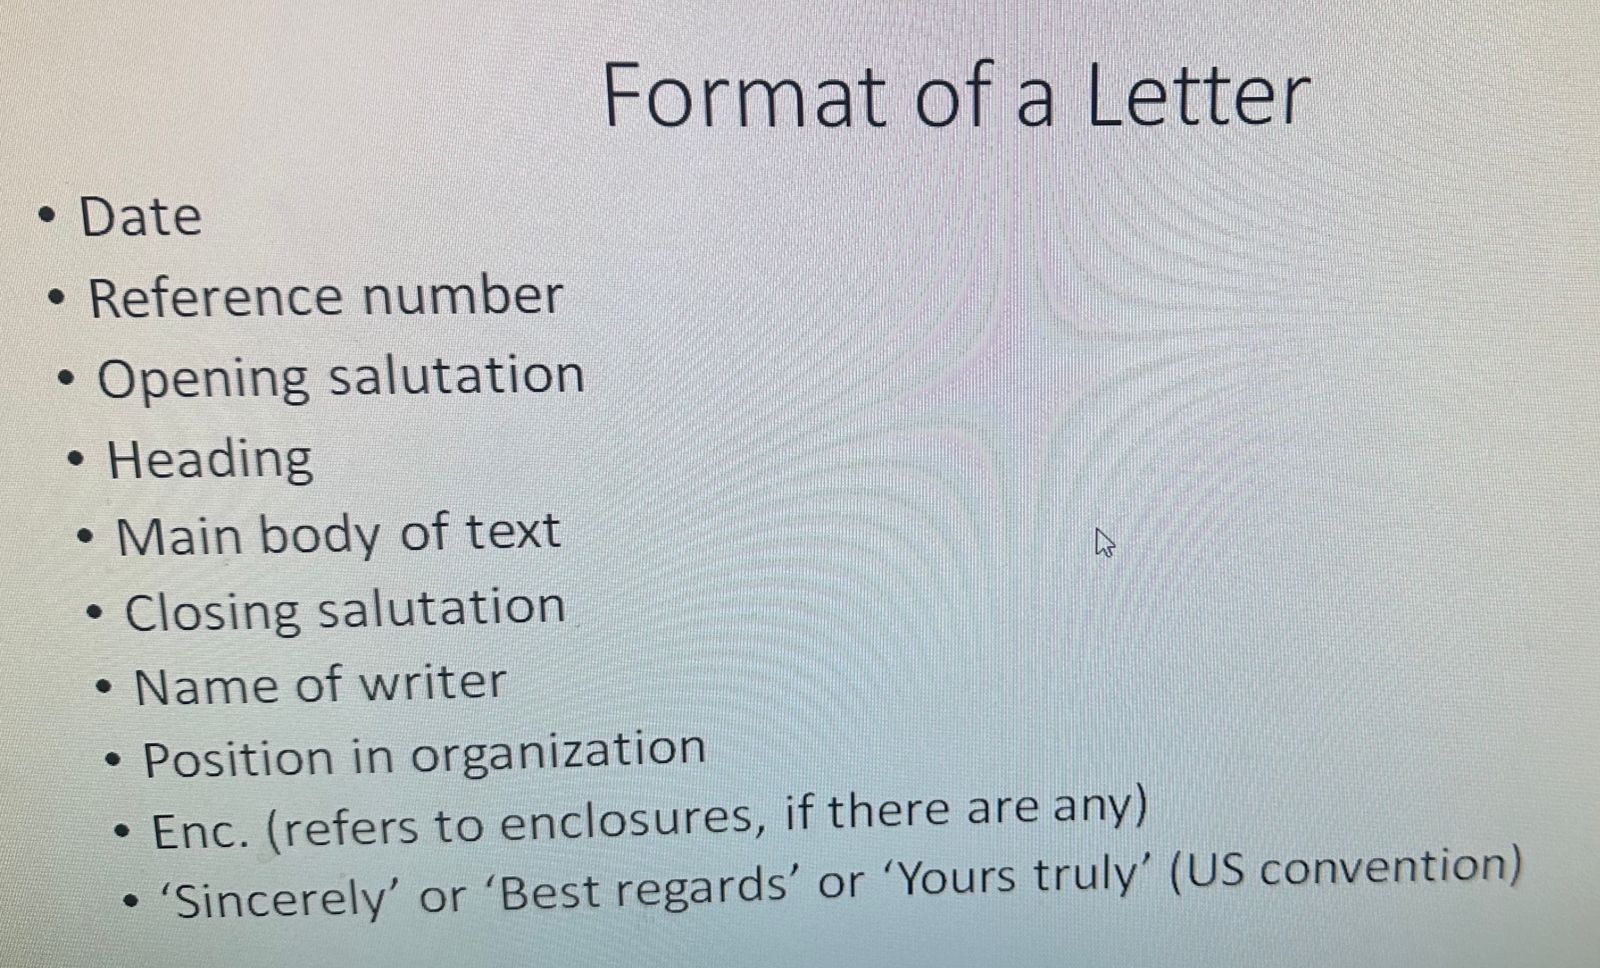 Format of a Letter
• Date
• Reference number
• Opening salutation
• Heading
• Main body of text
• Closing salutation
• Name of writer
• Position in organization
• Enc. (refers to enclosures, if there are any)
• ‘Sincerely’ or ‘Best regards’ or ‘Yours truly’ (US convention)